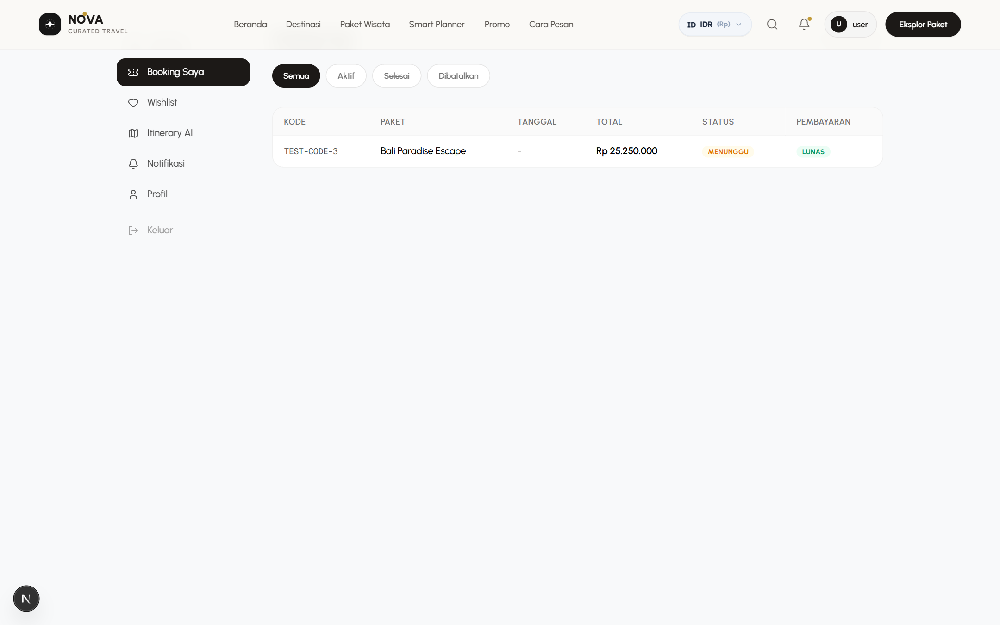 NOVA
CURATED TRAVEL
Beranda
Destinasi
Paket Wisata
Smart Planner
Promo
Cara Pesan
ID IDR (Rp)
U user
Eksplor Paket
Booking Saya
Wishlist
Itinerary AI
Notifikasi
Profil
Keluar
Semua
Aktif
Selesai
Dibatalkan
KODE PAKET TANGGAL TOTAL STATUS PEMBAYARAN
TEST-CODE-3 Bali Paradise Escape - Rp 25.250.000 MENUNGGU LUNAS
N